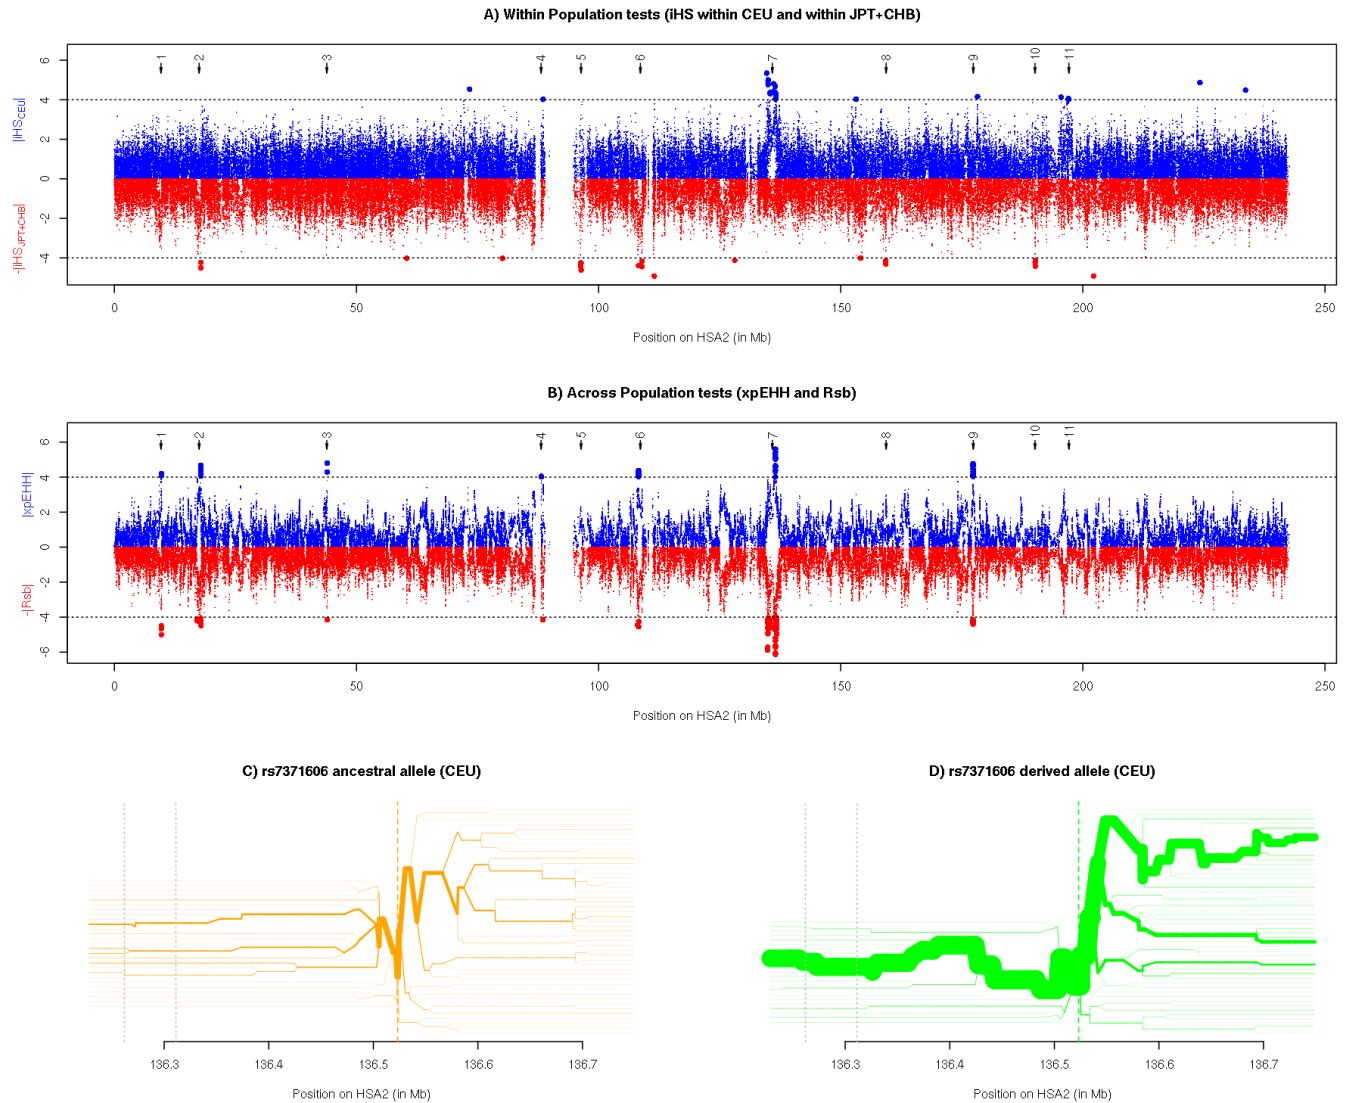 A) Within Population tests (iHS within CEU and within JPT+CHB)
1 2 3 4 5 6 7 8 9 10 11
6
4
2
0
-2
-4
|iHS_CEU|
-|iHS_JPT+CHB|
0 50 100 150 200 250
Position on HSA2 (in Mb)
B) Across Population tests (xpEHH and Rsb)
1 2 3 4 5 6 7 8 9 10 11
6
4
2
0
-2
-4
-6
|xpEHH|
-|Rsb|
0 50 100 150 200 250
Position on HSA2 (in Mb)
C) rs7371606 ancestral allele (CEU)
136.3 136.4 136.5 136.6 136.7
Position on HSA2 (in Mb)
D) rs7371606 derived allele (CEU)
136.3 136.4 136.5 136.6 136.7
Position on HSA2 (in Mb)